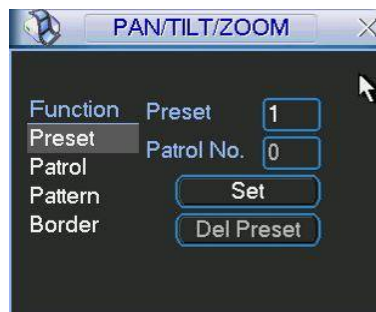 PAN/TILT/ZOOM
Function Preset 1
Preset
Patrol No. 0
Patrol
Pattern Set
Border Del Preset